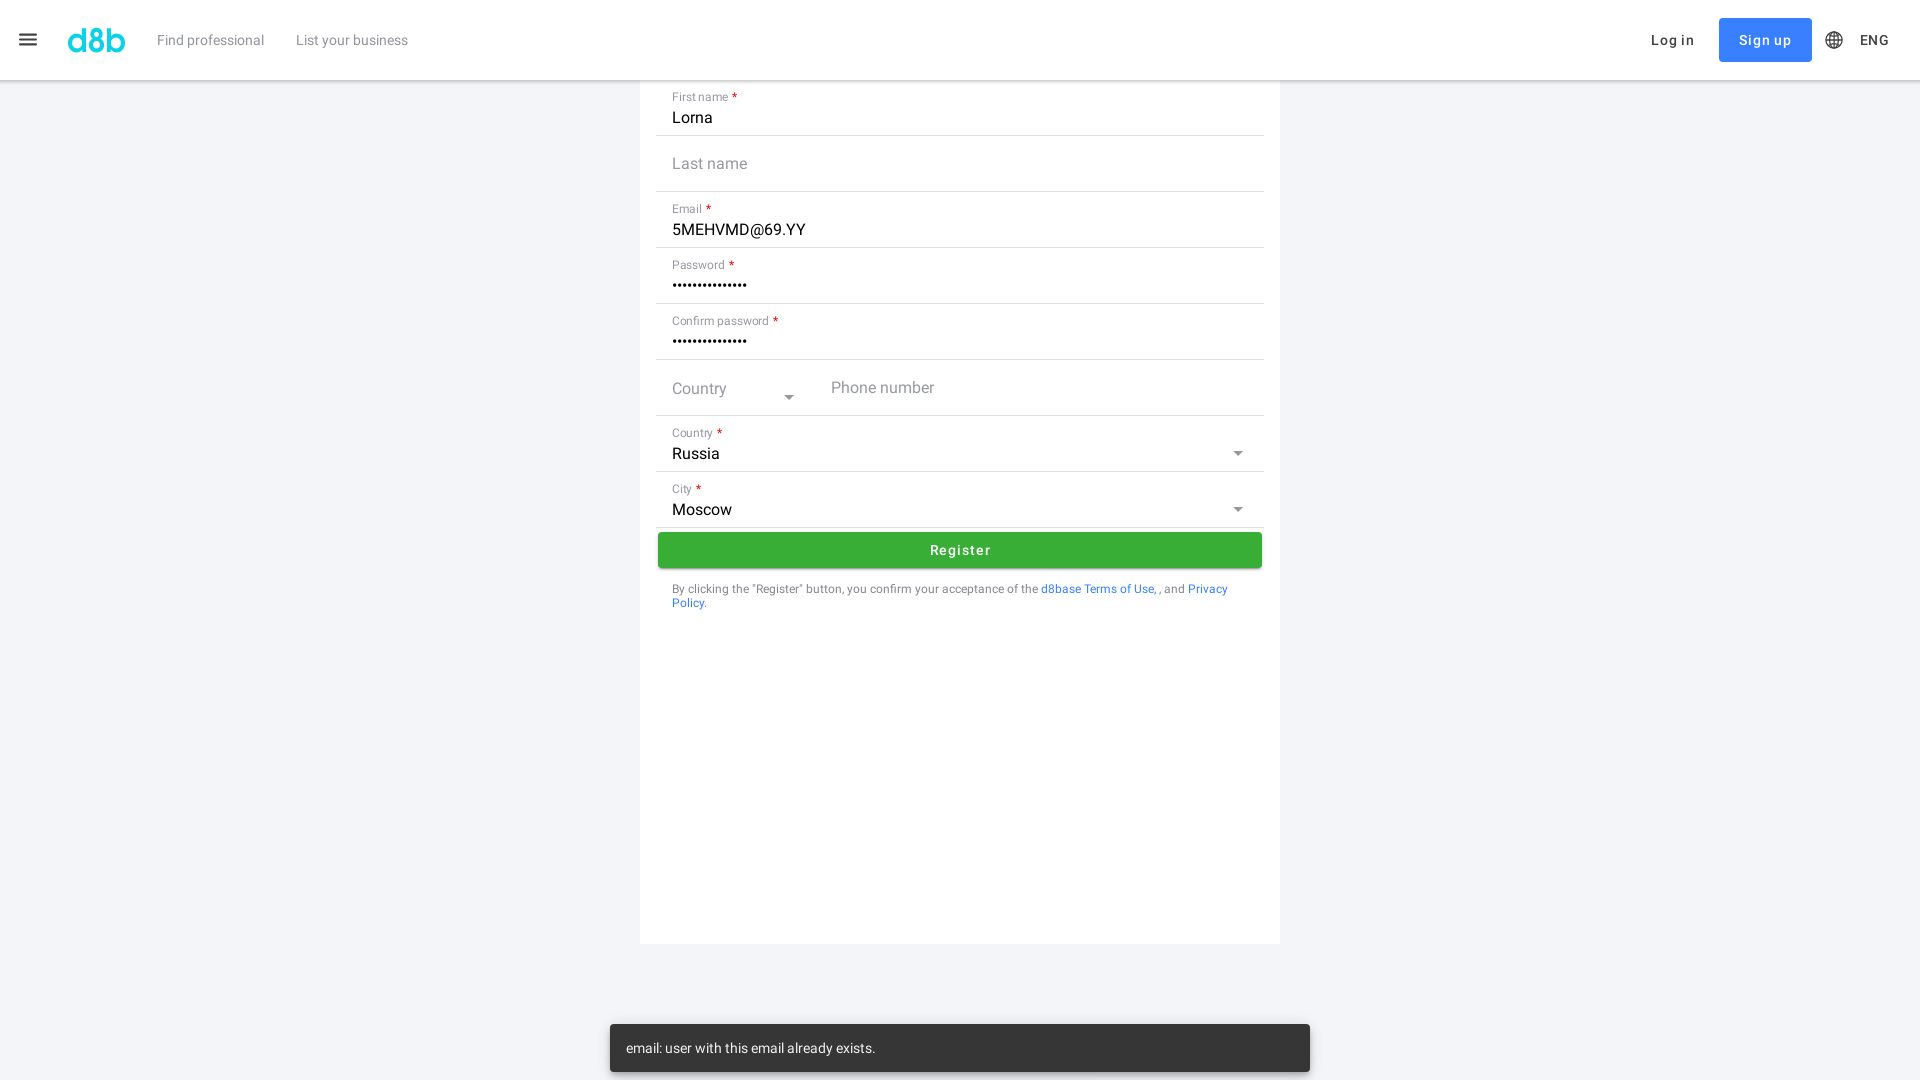 d8b
Find professional
List your business
Log in
Sign up
ENG
First name *
Lorna
Last name
Email *
5MEHVMD@69.YY
Password *
•••••••••••••••
Confirm password *
•••••••••••••••
Country
Phone number
Country *
Russia
City *
Moscow
Register
By clicking the "Register" button, you confirm your acceptance of the d8base Terms of Use, , and Privacy
Policy.
email: user with this email already exists.